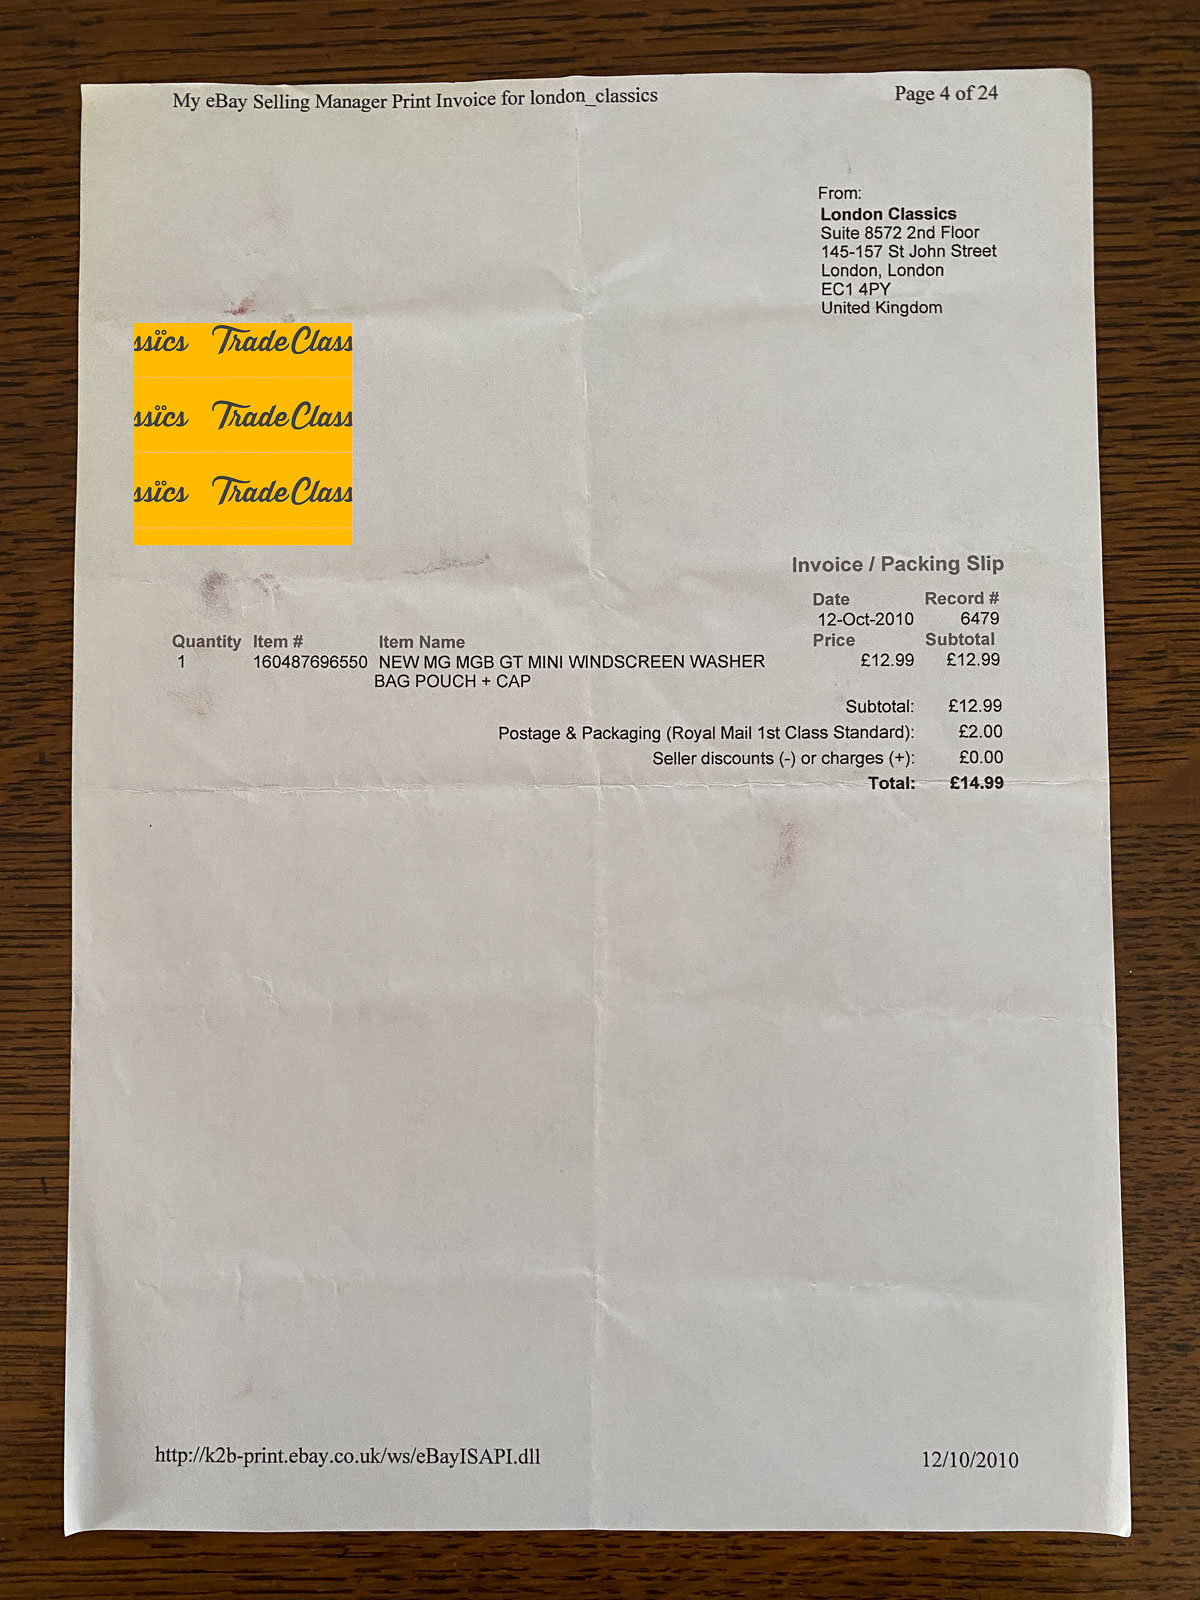 My eBay Selling Manager Print Invoice for london_classics Page 4 of 24
From:
London Classics
Suite 8572 2nd Floor
145-157 St John Street
London, London
EC1 4PY
United Kingdom
ssïcs TradeClass
ssïcs TradeClass
ssïcs TradeClass
Invoice / Packing Slip
Date Record #
12-Oct-2010 6479
Quantity Item # Item Name Price Subtotal
1 160487696550 NEW MG MGB GT MINI WINDSCREEN WASHER £12.99 £12.99
BAG POUCH + CAP
Subtotal: £12.99
Postage & Packaging (Royal Mail 1st Class Standard): £2.00
Seller discounts (-) or charges (+): £0.00
Total: £14.99
http://k2b-print.ebay.co.uk/ws/eBayISAPI.dll 12/10/2010